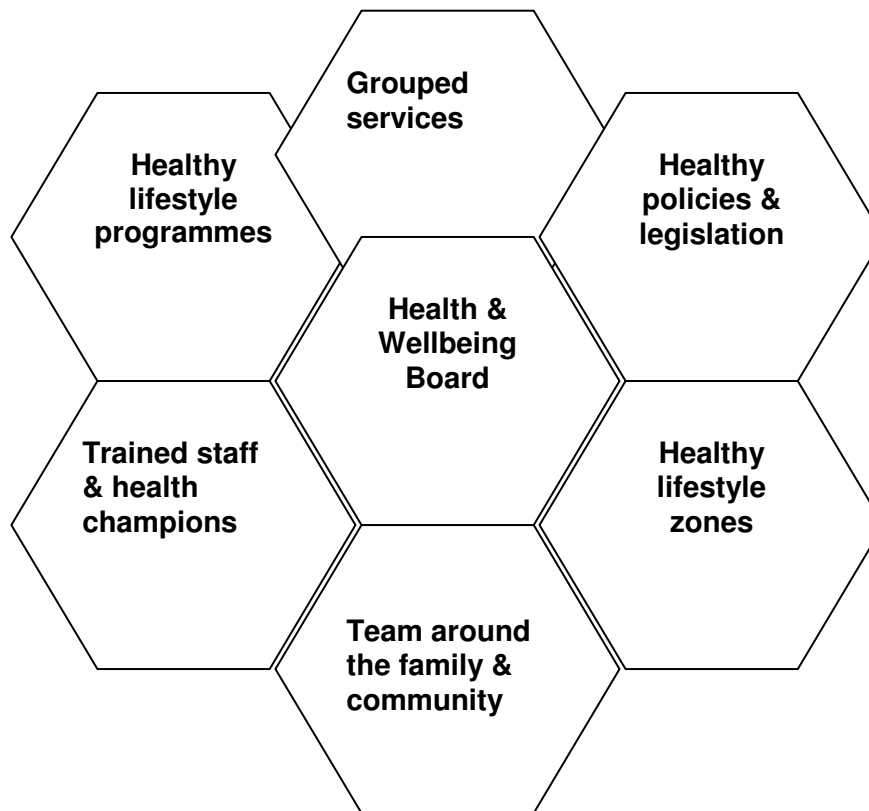 Grouped
services
Healthy
lifestyle
programmes
Healthy
policies &
legislation
Health &
Wellbeing
Board
Trained staff
& health
champions
Healthy
lifestyle
zones
Team around
the family &
community